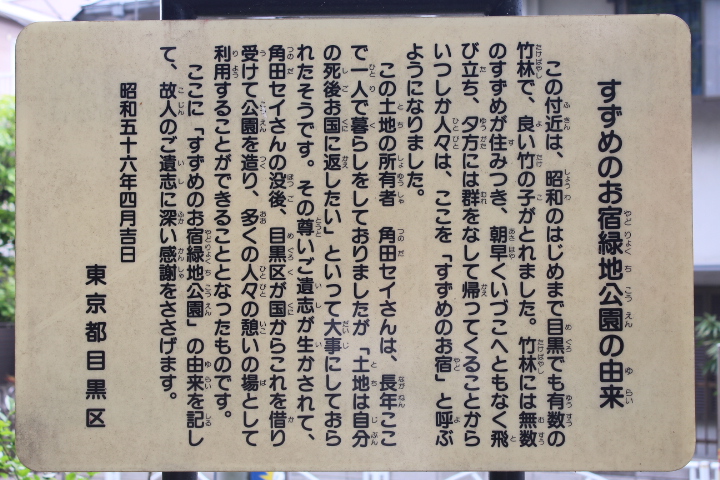 すずめのお宿緑地公園の由来
この付近は、昭和のはじめまで目黒でも有数の
竹林で、良い竹の子がとれました。竹林には無数
のすずめが住みつき、朝早くいづこへともなく飛
び立ち、夕方には群をなして帰ってくることから
いつしか人々は、ここを「すずめのお宿」と呼ぶ
ようになりました。
この土地の所有者 角田セイさんは、長年ここ
で一人で暮らしをしておりましたが「土地は自分
の死後お国に返したい」といって大事にしておら
れたそうです。その尊いご遺志が生かされて、
角田セイさんの没後、目黒区が国からこれを借り
受けて公園を造り、多くの人々の憩いの場として
利用することができることとなったものです。
ここに「すずめのお宿緑地公園」の由来を記し
て、故人のご遺志に深い感謝をささげます。
昭和五十六年四月吉日
東京都目黒区